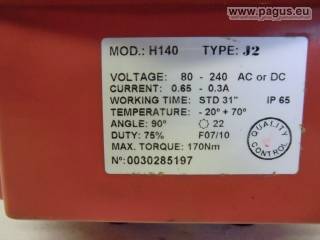 © www.pagus.eu
MOD.: H140 TYPE: J2
VOLTAGE: 80 - 240 AC or DC
CURRENT: 0.65 - 0.3A
WORKING TIME: STD 31" IP 65
TEMPERATURE: - 20° + 70°
ANGLE: 90° 22
DUTY: 75% F07/10
MAX. TORQUE: 170Nm
Nº: 0030285197
QUALITY CONTROL